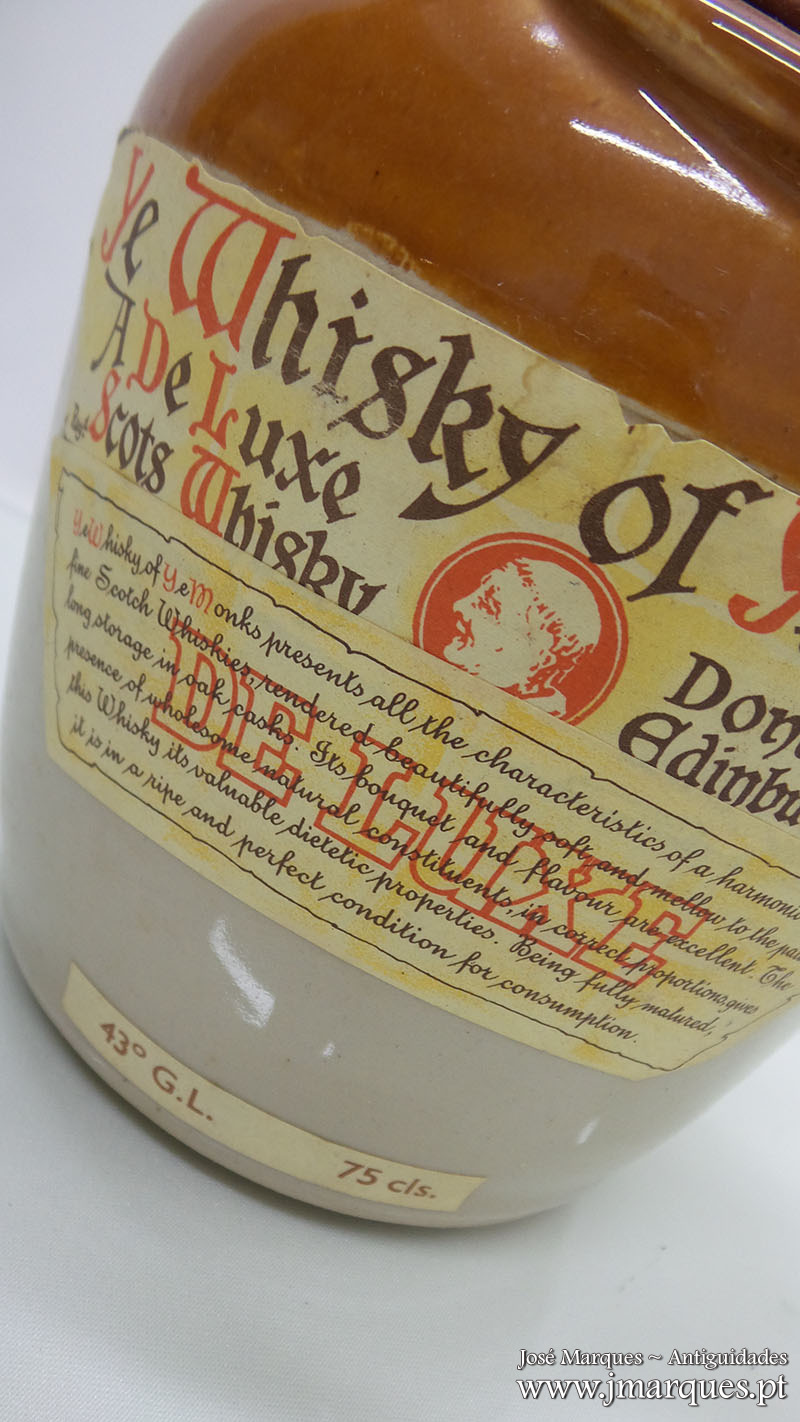 Ye Whisky of
A De Luxe
Scots Whisky
Regd
Don
Edinbu
Ye Whisky of Ye Monks presents all the characteristics of a harmonio
fine Scotch Whiskies, rendered beautifully soft and mellow to the pal
long storage in oak casks. Its bouquet and flavour are excellent. The
presence of wholesome natural constituents, in correct proportions, gives
this Whisky its valuable dietetic properties. Being fully matured,
it is in a ripe and perfect condition for consumption.
DE LUXE
43º G.L.
75 cls.
José Marques ~ Antiguidades
www.jmarques.pt